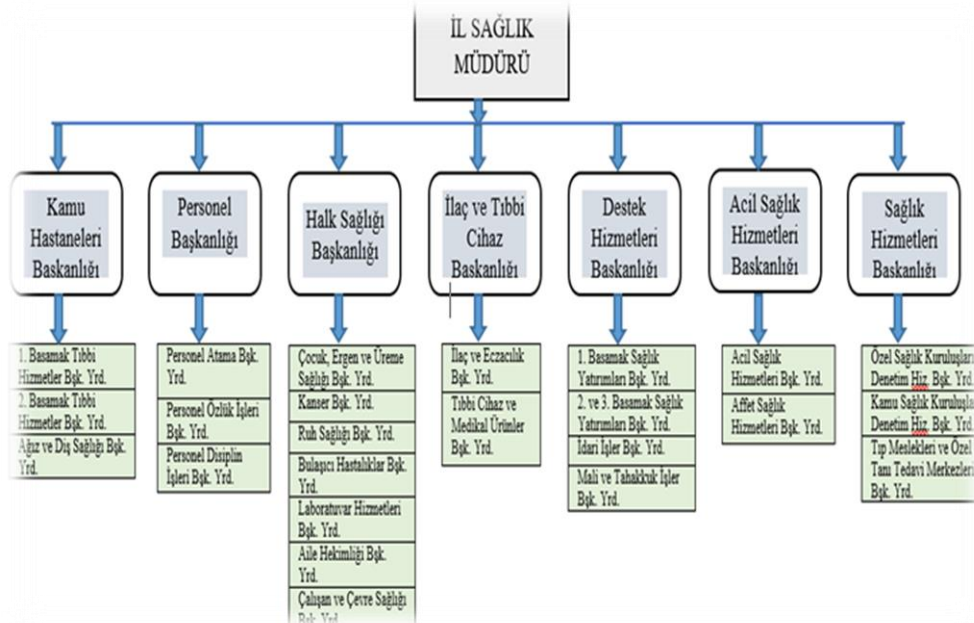 İL SAĞLIK
MÜDÜRÜ
Kamu
Hastaneleri
Baskanlığı
Personel
Başkanlığı
Halk Sağlığı
Başkanlığı
İlaç ve Tıbbi
Cihaz
Baskanlığı
Destek
Hizmetleri
Baskanlığı
Acil Sağlık
Hizmetleri
Baskanlığı
Sağlık
Hizmetleri
Baskanlığı
1. Basamak Tıbbi
Hizmetler Bşk. Yrd.
2. Basamak Tıbbi
Hizmetler Bşk. Yrd.
Ağız ve Diş Sağlığı Bşk.
Yrd.
Personel Atama Bşk.
Yrd.
Personel Özlük İşleri
Bşk. Yrd.
Personel Disiplin
İşleri Bşk. Yrd.
Çocuk, Ergen ve Üreme
Sağlığı Bşk. Yrd.
Kanser Bşk. Yrd.
Ruh Sağlığı Bşk. Yrd.
Bulaşıcı Hastalıklar Bşk.
Yrd.
Laboratuvar Hizmetleri
Bşk. Yrd.
Aile Hekimliği Bşk.
Yrd.
Çalışan ve Çevre Sağlığı
Bşk. Yrd.
İlaç ve Eczacılık
Bşk. Yrd.
Tıbbi Cihaz ve
Medikal Ürünler
Bşk. Yrd.
1. Basamak Sağlık
Yatırımları Bşk. Yrd.
2. ve 3. Basamak Sağlık
Yatırımları Bşk. Yrd.
İdari İşler Bşk. Yrd.
Mali ve Tahakkuk İşler
Bşk. Yrd.
Acil Sağlık
Hizmetleri Bşk. Yrd.
Affet Sağlık
Hizmetleri Bşk. Yrd.
Özel Sağlık Kuruluşları
Denetim Hiz. Bşk. Yrd.
Kamu Sağlık Kuruluşla
Denetim Hiz. Bşk. Yrd.
Tıp Meslekleri ve Özel
Tanı Tedavi Merkezleri
Bşk. Yrd.